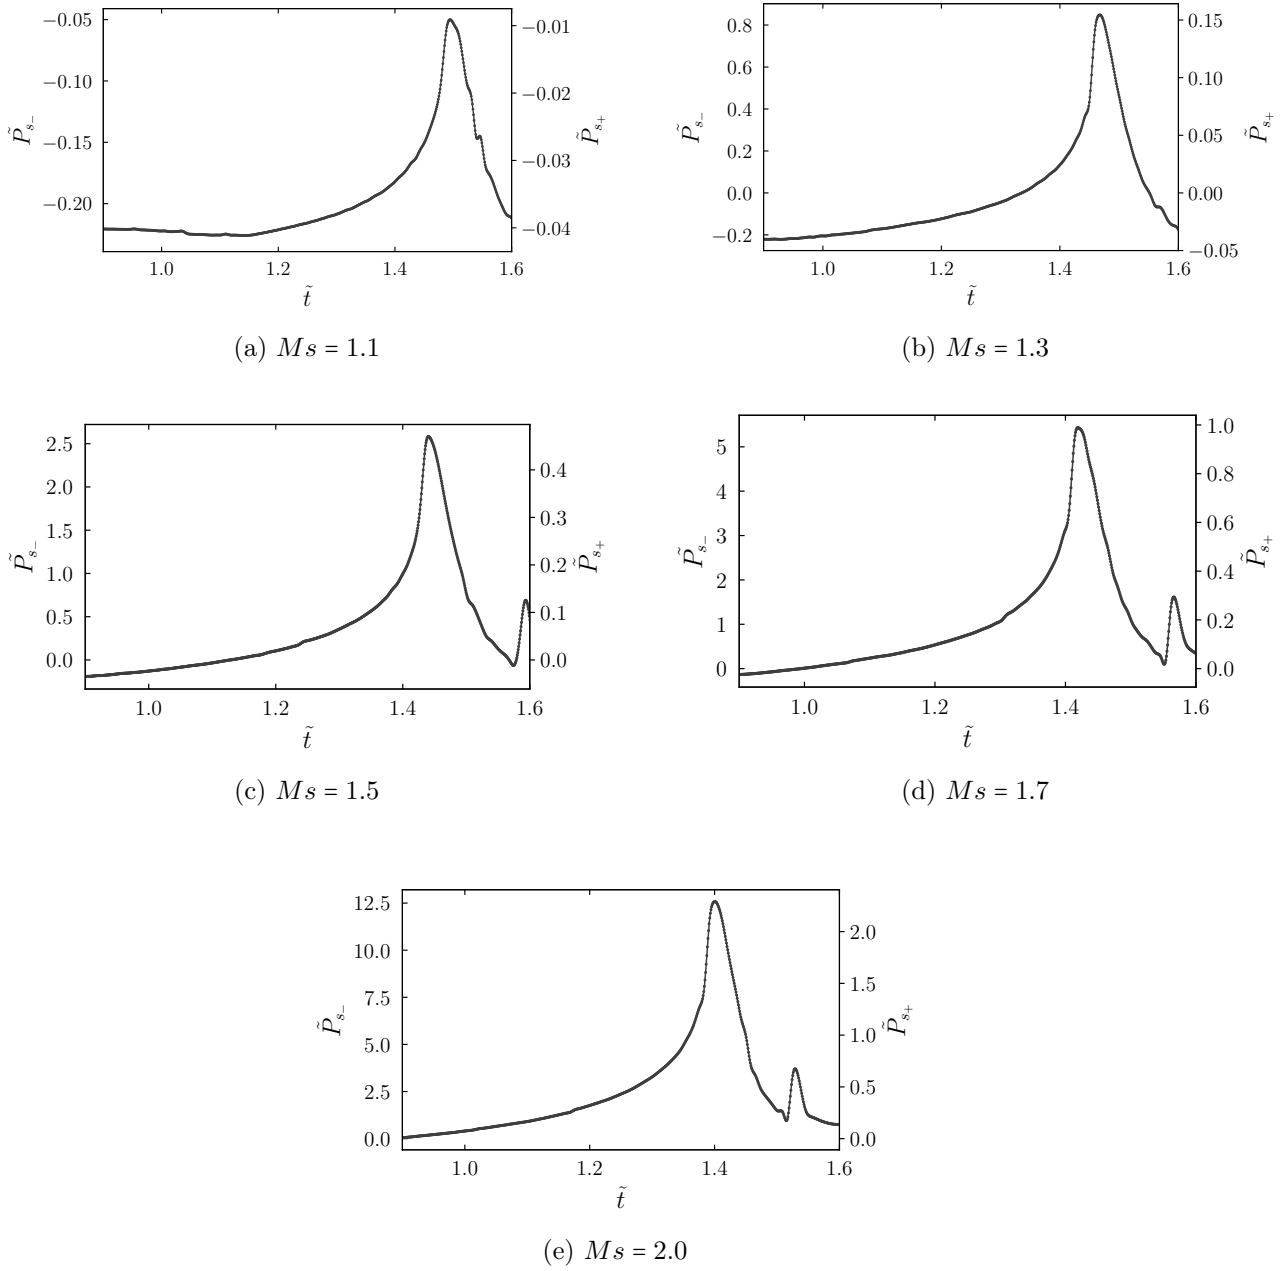 −0.05
−0.10
−0.15
−0.20
P̃ₛ₋
−0.01
−0.02
−0.03
−0.04
P̃ₛ₊
1.0 1.2 1.4 1.6
t̃
(a) Ms = 1.1
0.8
0.6
0.4
0.2
0.0
−0.2
P̃ₛ₋
0.15
0.10
0.05
0.00
−0.05
P̃ₛ₊
1.0 1.2 1.4 1.6
t̃
(b) Ms = 1.3
2.5
2.0
1.5
1.0
0.5
0.0
P̃ₛ₋
0.4
0.3
0.2
0.1
0.0
P̃ₛ₊
1.0 1.2 1.4 1.6
t̃
(c) Ms = 1.5
5
4
3
2
1
0
P̃ₛ₋
1.0
0.8
0.6
0.4
0.2
0.0
P̃ₛ₊
1.0 1.2 1.4 1.6
t̃
(d) Ms = 1.7
12.5
10.0
7.5
5.0
2.5
0.0
P̃ₛ₋
2.0
1.5
1.0
0.5
0.0
P̃ₛ₊
1.0 1.2 1.4 1.6
t̃
(e) Ms = 2.0